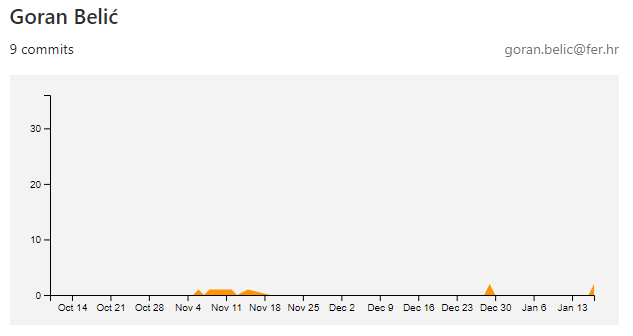 Goran Belić
9 commits
goran.belic@fer.hr
30
20
10
0
Oct 14 Oct 21 Oct 28 Nov 4 Nov 11 Nov 18 Nov 25 Dec 2 Dec 9 Dec 16 Dec 23 Dec 30 Jan 6 Jan 13